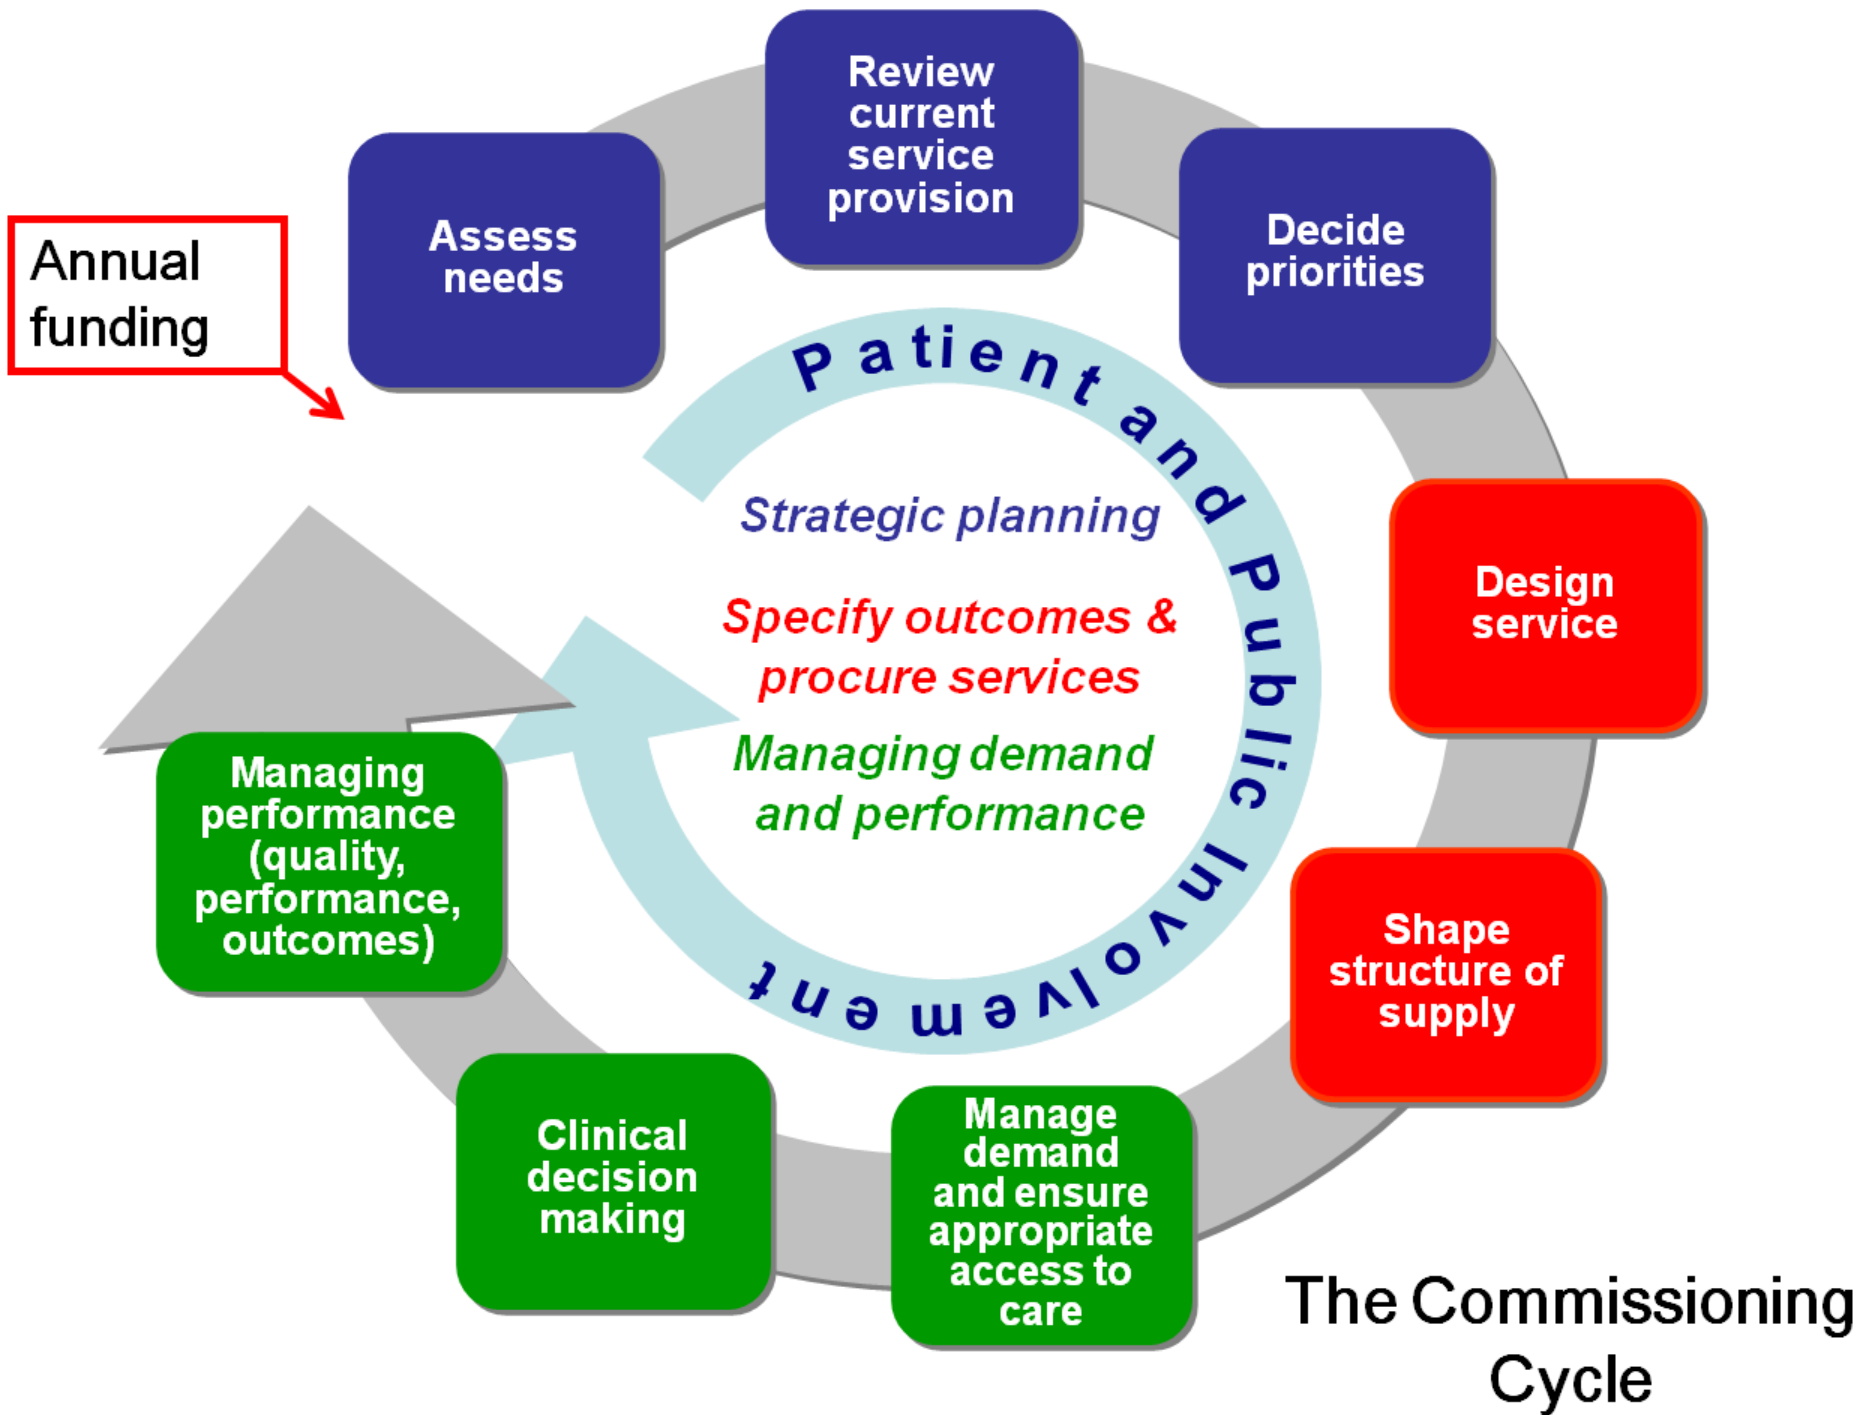 Review
current
service
provision
Assess
needs
Decide
priorities
Annual
funding
Patient and Public Involvement
Strategic planning
Specify outcomes &
procure services
Managing demand
and performance
Design
service
Shape
structure of
supply
Manage
demand
and ensure
appropriate
access to
care
Clinical
decision
making
Managing
performance
(quality,
performance,
outcomes)
The Commissioning
Cycle